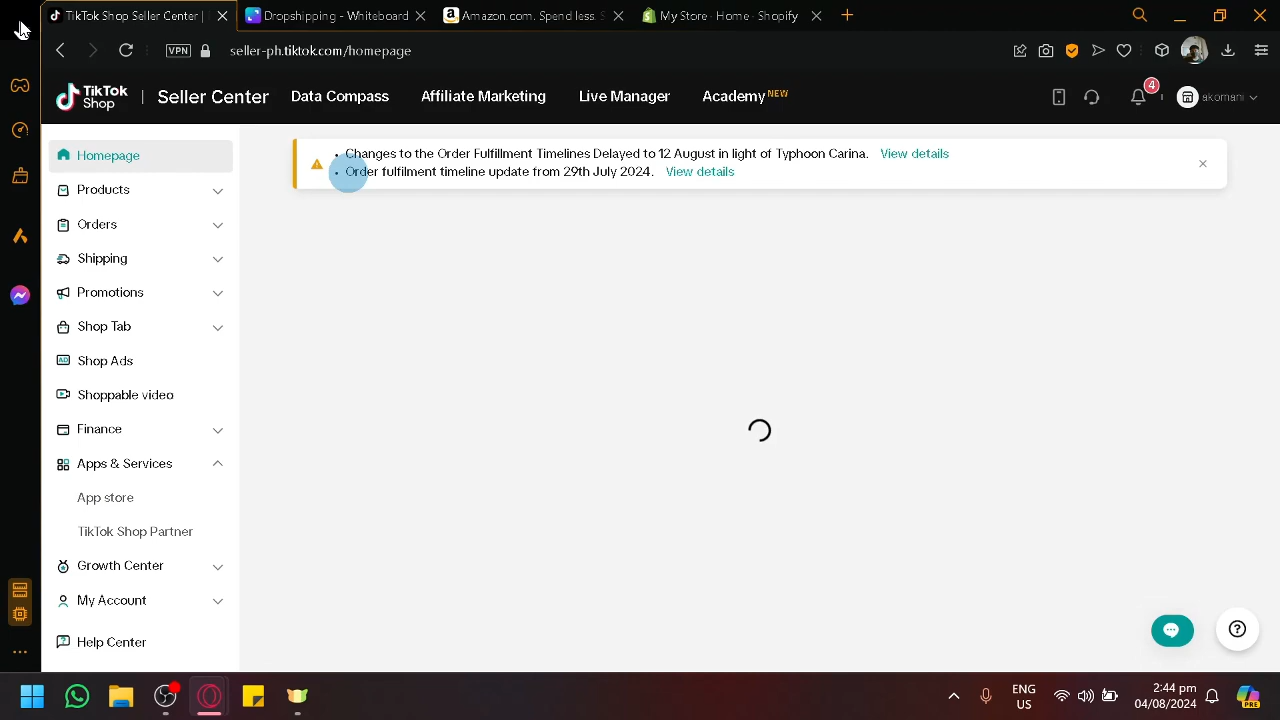 TikTok Shop Seller Center |
Dropshipping - Whiteboard
Amazon.com. Spend less. S
My Store · Home · Shopify
VPN
seller-ph.tiktok.com/homepage
TikTok Shop | Seller Center
Data Compass
Affiliate Marketing
Live Manager
Academy NEW
4
akomani
Homepage
Products
Orders
Shipping
Promotions
Shop Tab
AD Shop Ads
Shoppable video
Finance
Apps & Services
App store
TikTok Shop Partner
Growth Center
My Account
Help Center
• Changes to the Order Fulfillment Timelines Delayed to 12 August in light of Typhoon Carina. View details
• Order fulfilment timeline update from 29th July 2024. View details
ENG
US
2:44 pm
04/08/2024
PRE